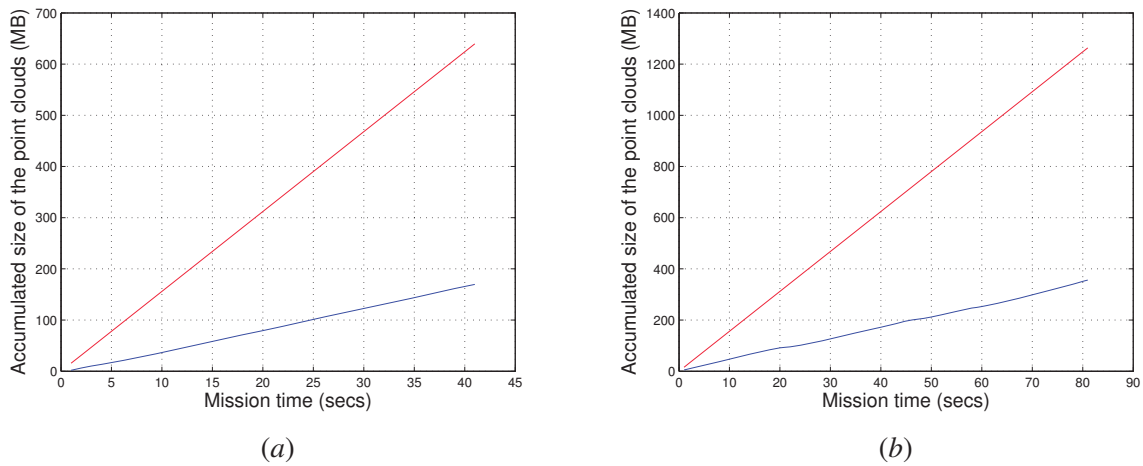 Accumulated size of the point clouds (MB)
700
600
500
400
300
200
100
0
0 5 10 15 20 25 30 35 40 45
Mission time (secs)
(a)
Accumulated size of the point clouds (MB)
1400
1200
1000
800
600
400
200
0
0 10 20 30 40 50 60 70 80 90
Mission time (secs)
(b)